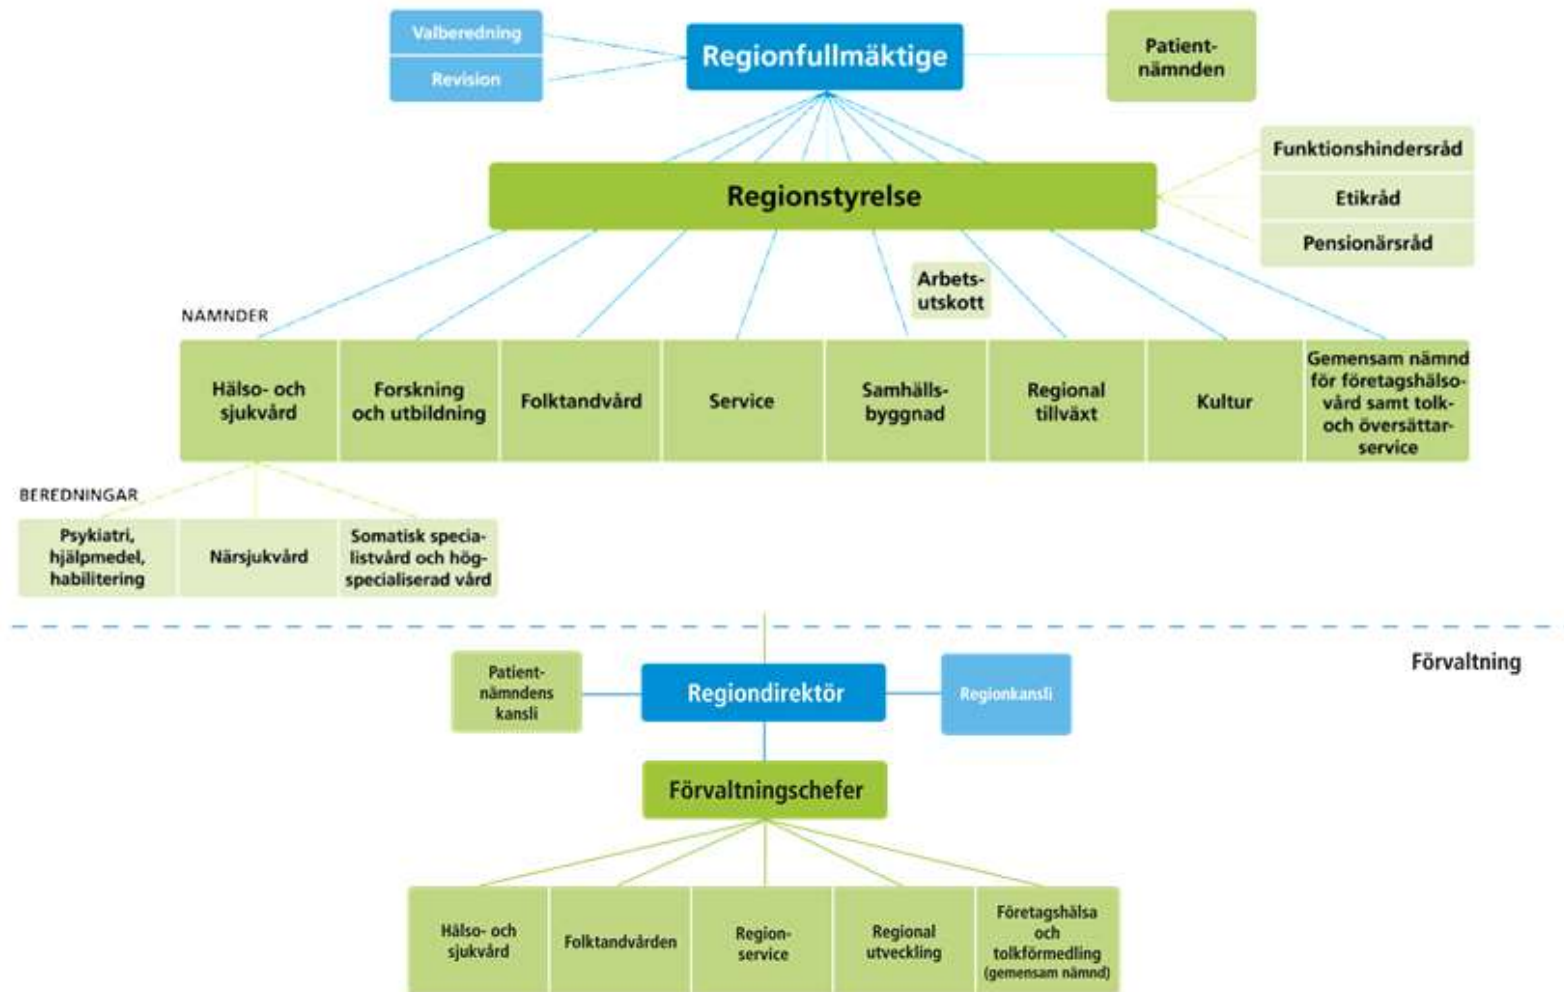 Valberedning
Revision
Regionfullmäktige
Patient-
nämnden
Regionstyrelse
Funktionshindersråd
Etikråd
Pensionärsråd
Arbets-
utskott
NÄMNDER
Hälso- och
sjukvård
Forskning
och utbildning
Folktandvård
Service
Samhälls-
byggnad
Regional
tillväxt
Kultur
Gemensam nämnd
för företagshälso-
vård samt tolk-
och översättar-
service
BEREDNINGAR
Psykiatri,
hjälpmedel,
habilitering
Närsjukvård
Somatisk specia-
listvård och hög-
specialiserad vård
Förvaltning
Patient-
nämndens
kansli
Regiondirektör
Regionkansli
Förvaltningschefer
Hälso- och
sjukvård
Folktandvården
Region-
service
Regional
utveckling
Företagshälsa
och
tolkförmedling
(gemensam nämnd)